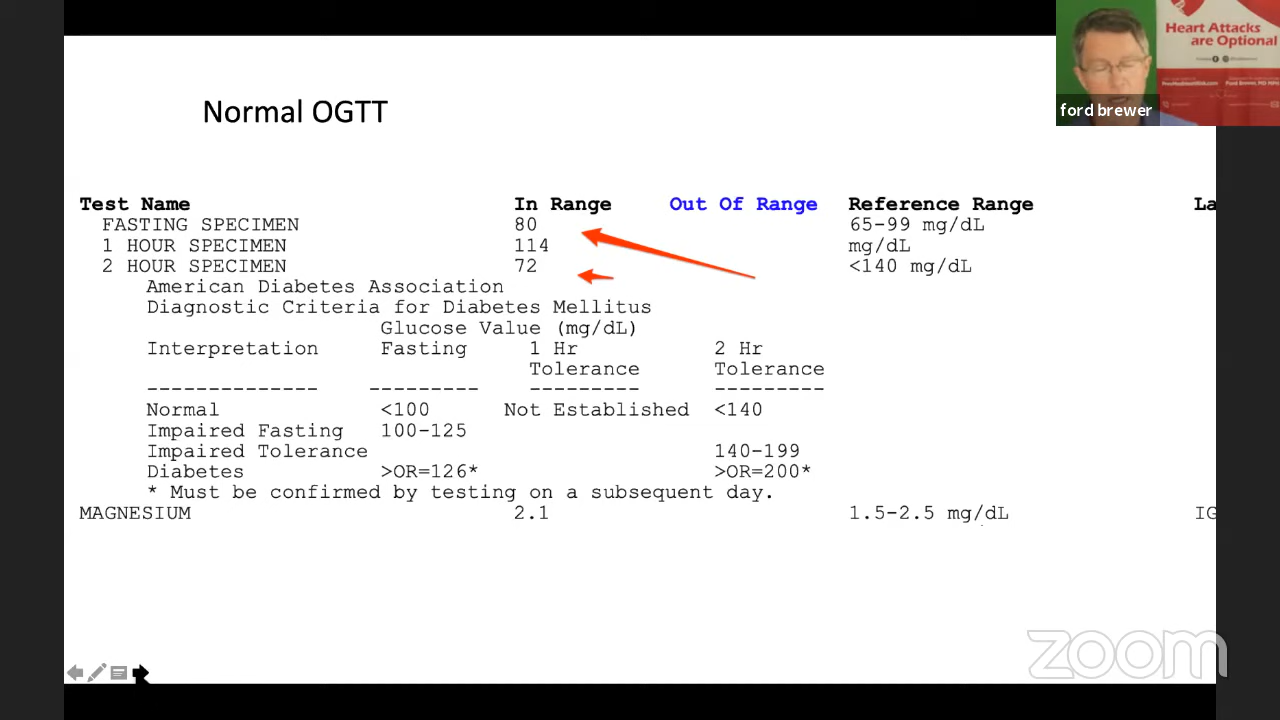 Heart Attacks
are Optional
ford brewer
Normal OGTT
Test Name In Range Out Of Range Reference Range La
FASTING SPECIMEN 80 65-99 mg/dL
1 HOUR SPECIMEN 114 mg/dL
2 HOUR SPECIMEN 72 <140 mg/dL
American Diabetes Association
Diagnostic Criteria for Diabetes Mellitus
Glucose Value (mg/dL)
Interpretation Fasting 1 Hr 2 Hr
Tolerance Tolerance
-------------- --------- --------- ---------
Normal <100 Not Established <140
Impaired Fasting 100-125
Impaired Tolerance 140-199
Diabetes >OR=126* >OR=200*
* Must be confirmed by testing on a subsequent day.
MAGNESIUM 2.1 1.5-2.5 mg/dL IG
zoom